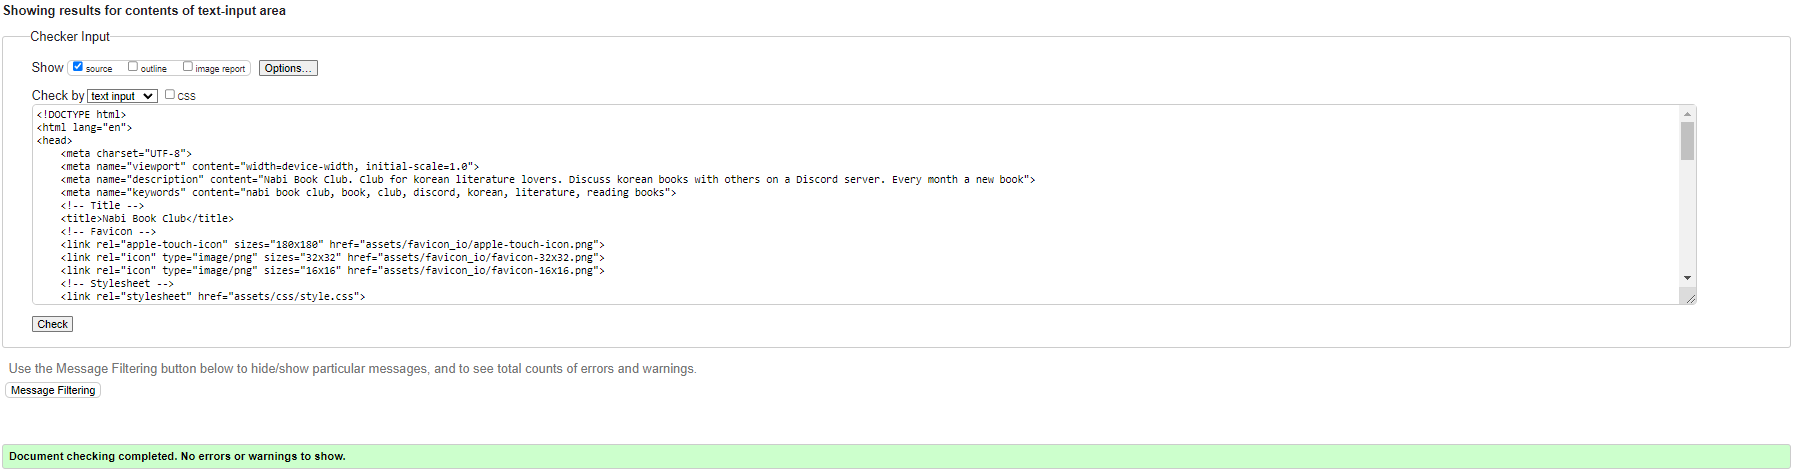 Showing results for contents of text-input area
Checker Input
Show source outline image report Options...
Check by text input CSS
<!DOCTYPE html>
<html lang="en">
<head>
    <meta charset="UTF-8">
    <meta name="viewport" content="width=device-width, initial-scale=1.0">
    <meta name="description" content="Nabi Book Club. Club for korean literature lovers. Discuss korean books with others on a Discord server. Every month a new book">
    <meta name="keywords" content="nabi book club, book, club, discord, korean, literature, reading books">
    <!-- Title -->
    <title>Nabi Book Club</title>
    <!-- Favicon -->
    <link rel="apple-touch-icon" sizes="180x180" href="assets/favicon_io/apple-touch-icon.png">
    <link rel="icon" type="image/png" sizes="32x32" href="assets/favicon_io/favicon-32x32.png">
    <link rel="icon" type="image/png" sizes="16x16" href="assets/favicon_io/favicon-16x16.png">
    <!-- Stylesheet -->
    <link rel="stylesheet" href="assets/css/style.css">
Check
Use the Message Filtering button below to hide/show particular messages, and to see total counts of errors and warnings.
Message Filtering
Document checking completed. No errors or warnings to show.